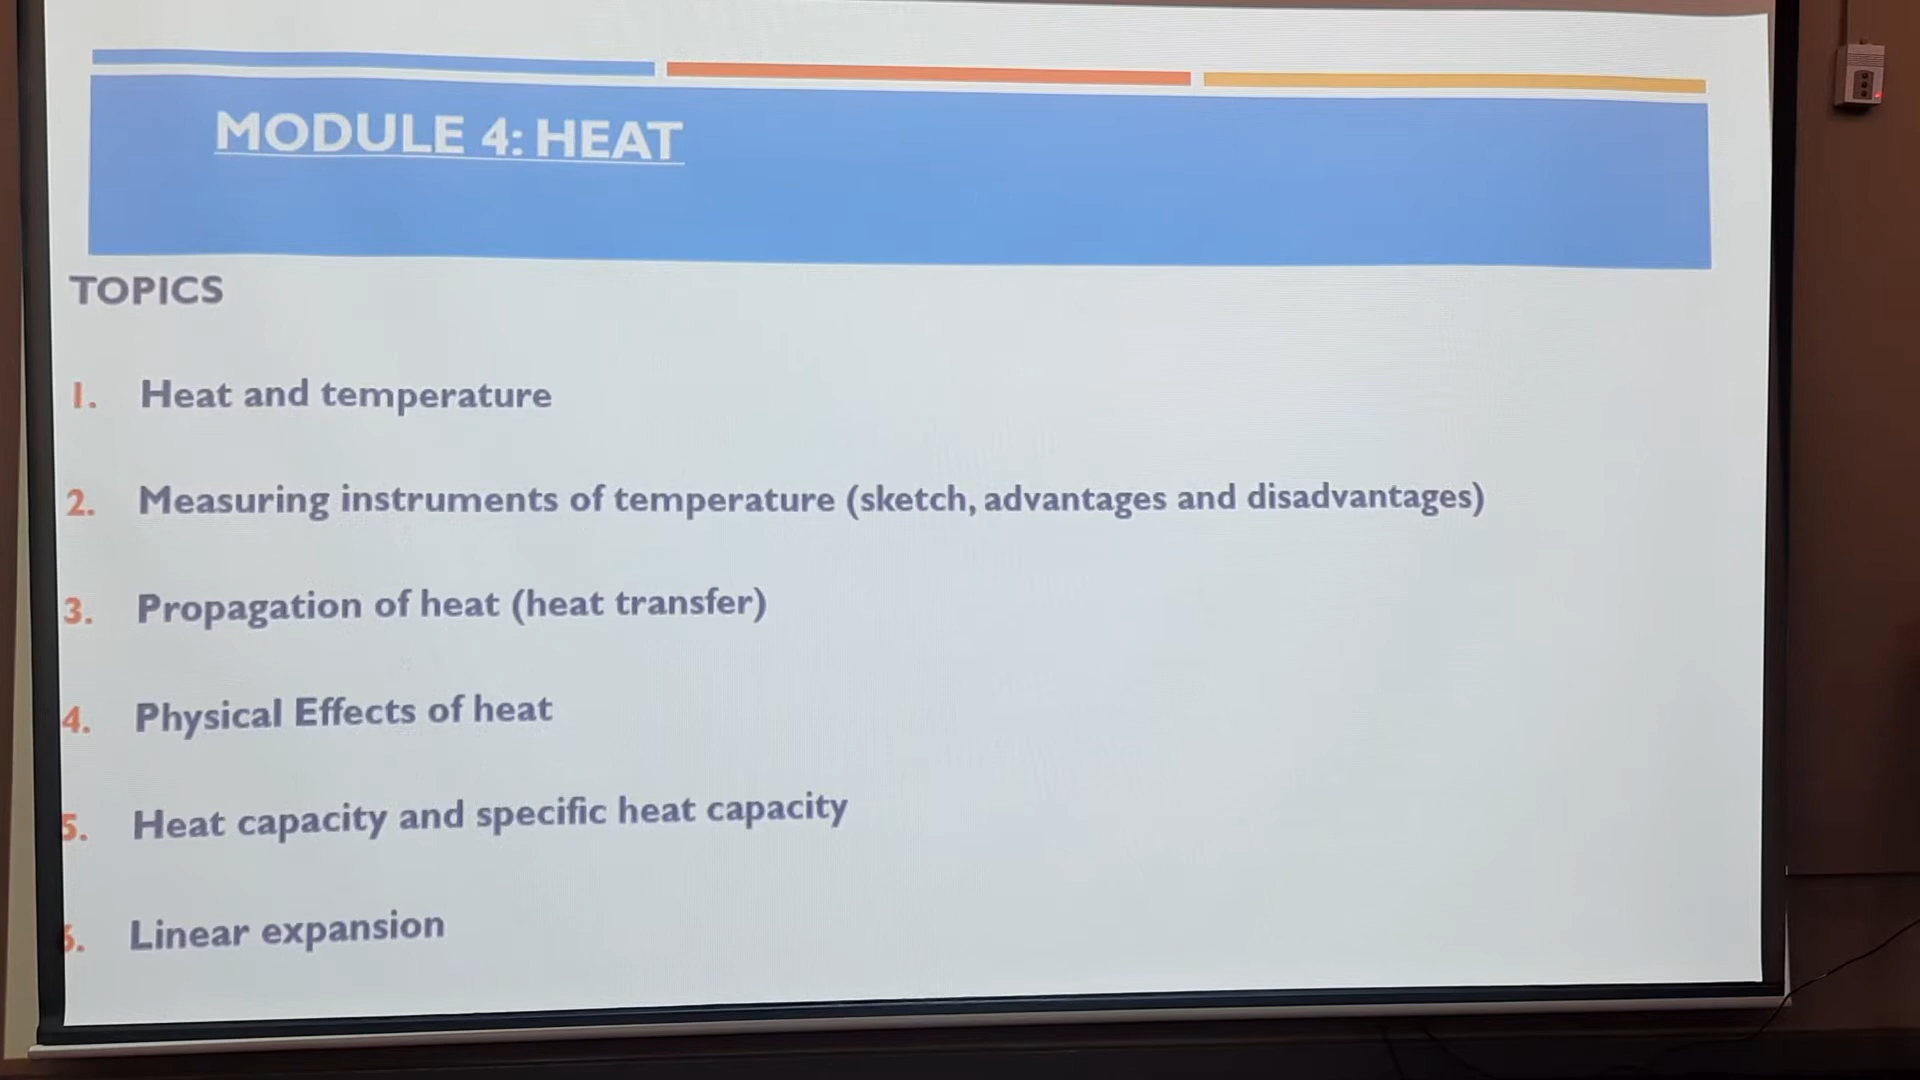 MODULE 4: HEAT
TOPICS
1. Heat and temperature
2. Measuring instruments of temperature (sketch, advantages and disadvantages)
3. Propagation of heat (heat transfer)
4. Physical Effects of heat
5. Heat capacity and specific heat capacity
6. Linear expansion